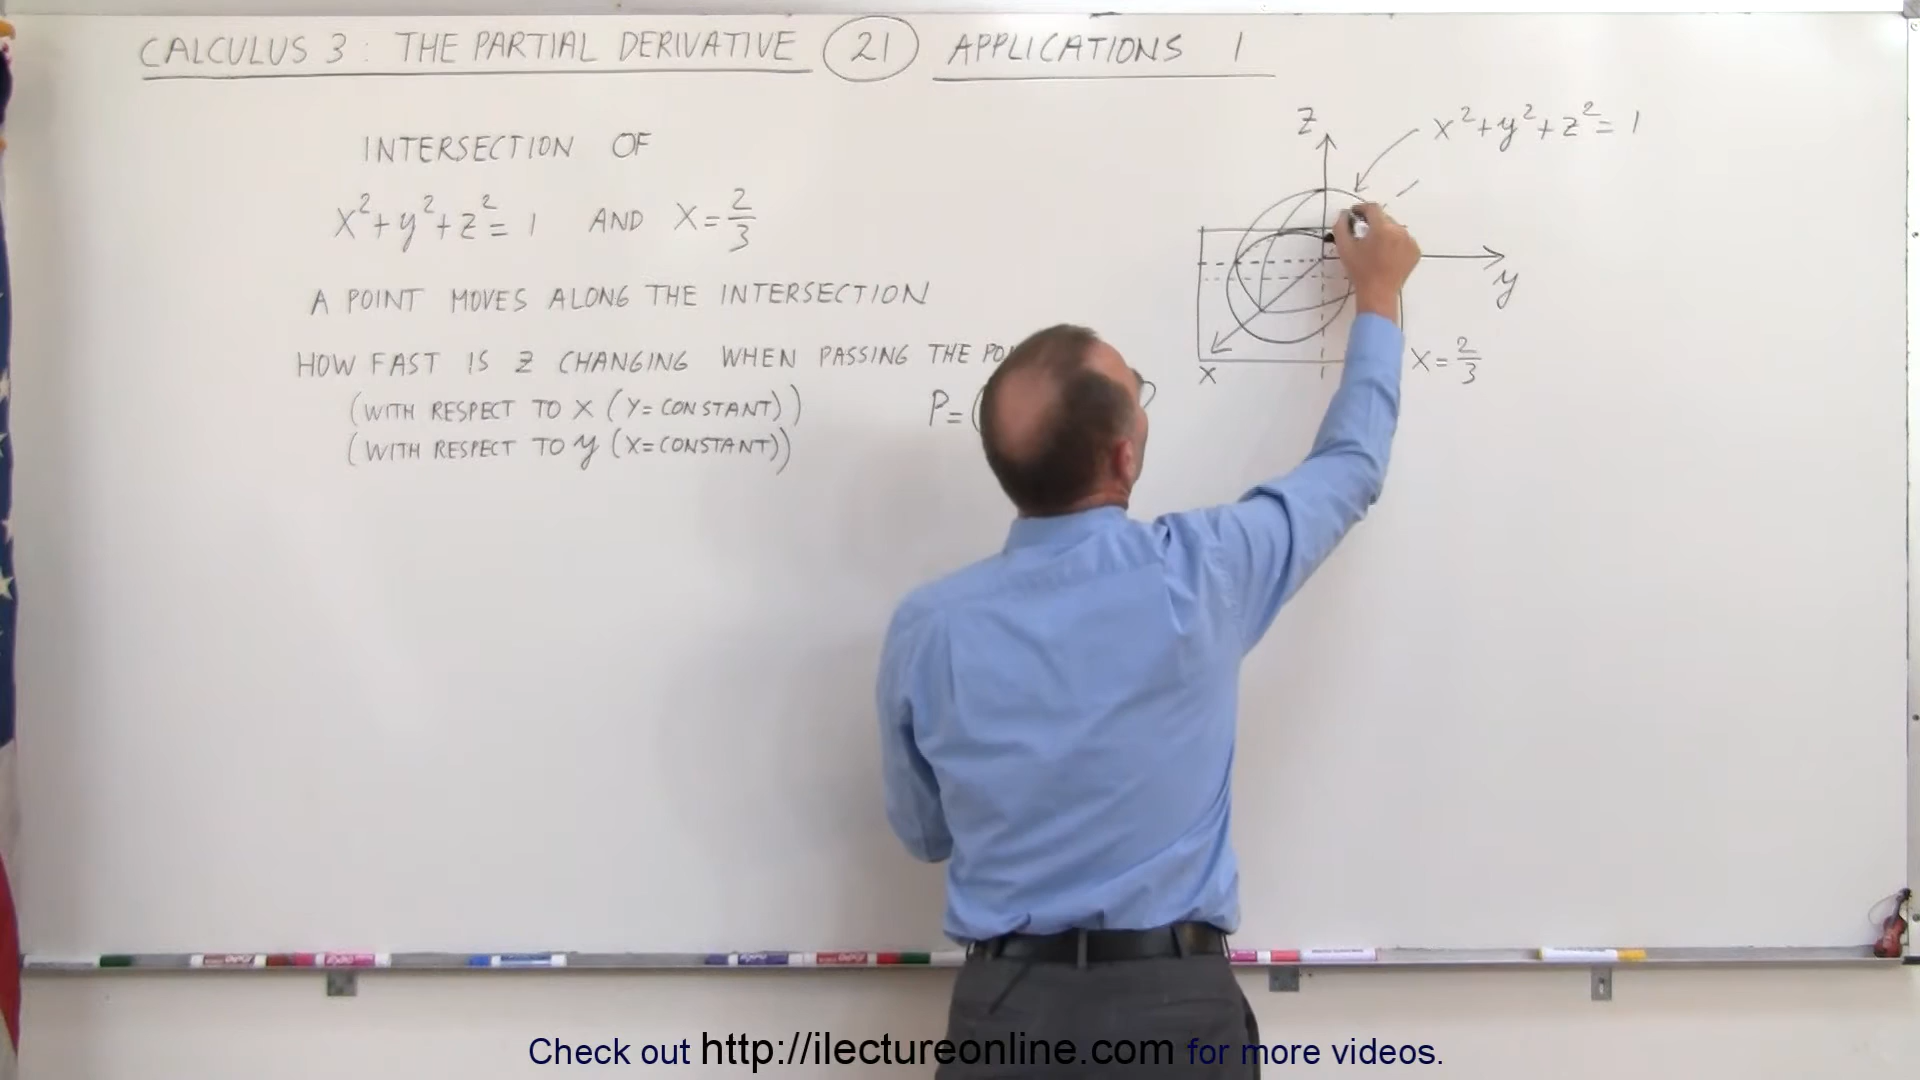 CALCULUS 3: THE PARTIAL DERIVATIVE 21 APPLICATIONS 1
INTERSECTION OF
x²+y²+z²=1 AND X=2/3
A POINT MOVES ALONG THE INTERSECTION
HOW FAST IS Z CHANGING WHEN PASSING THE
(WITH RESPECT TO X (Y=CONSTANT))
(WITH RESPECT TO y (X=CONSTANT))
P=(
Z
x²+y²+z²=1
y
X
X=2/3
Check out http://ilectureonline.com for more videos.